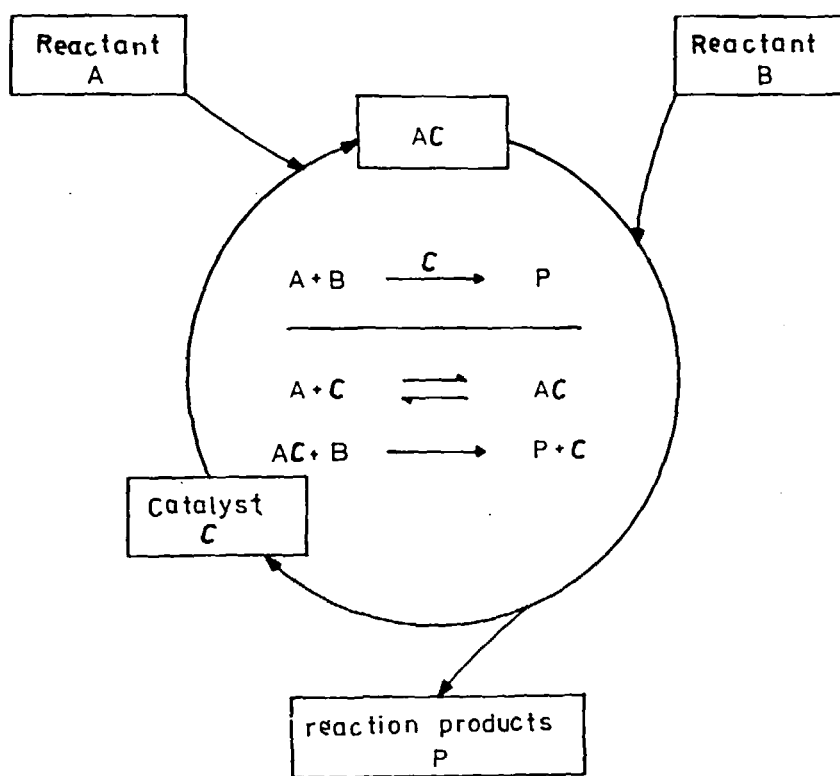 Reactant
A
Reactant
B
AC
C
A + B ⟶ P
A + C ⇌ AC
AC + B ⟶ P + C
Catalyst
C
reaction products
P